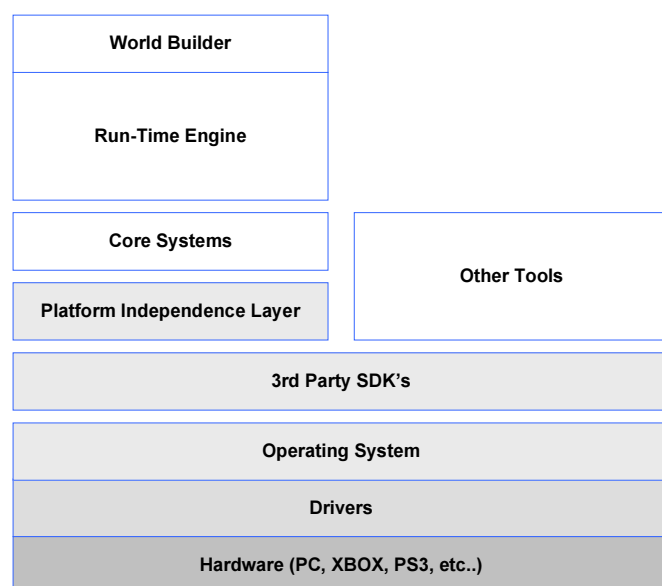 World Builder
Run-Time Engine
Core Systems
Other Tools
Platform Independence Layer
3rd Party SDK’s
Operating System
Drivers
Hardware (PC, XBOX, PS3, etc..)